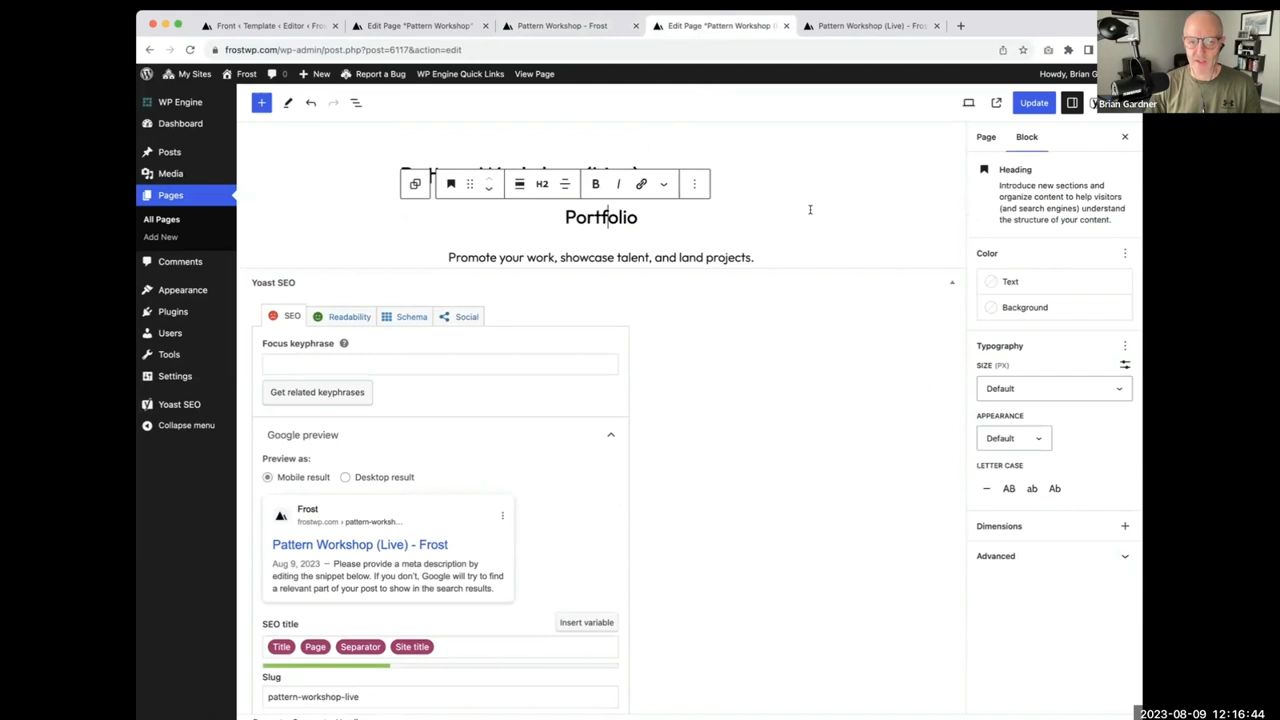 Front ‹ Template ‹ Editor ‹ Fro
Edit Page "Pattern Workshop"
Pattern Workshop - Frost
Edit Page "Pattern Workshop (
Pattern Workshop (Live) - Fro
frostwp.com/wp-admin/post.php?post=6117&action=edit
My Sites
Frost
0
New
Report a Bug
WP Engine Quick Links
View Page
Howdy, Brian G
Brian Gardner
WP Engine
Dashboard
Posts
Media
Pages
All Pages
Add New
Comments
Appearance
Plugins
Users
Tools
Settings
Yoast SEO
Collapse menu
Update
H2
B
I
Portfolio
Promote your work, showcase talent, and land projects.
Yoast SEO
SEO
Readability
Schema
Social
Focus keyphrase
Get related keyphrases
Google preview
Preview as:
Mobile result
Desktop result
Frost
frostwp.com › pattern-worksh...
Pattern Workshop (Live) - Frost
Aug 9, 2023 – Please provide a meta description by
editing the snippet below. If you don't, Google will try to find
a relevant part of your post to show in the search results.
SEO title
Insert variable
Title
Page
Separator
Site title
Slug
pattern-workshop-live
Page
Block
Heading
Introduce new sections and
organize content to help visitors
(and search engines) understand
the structure of your content.
Color
Text
Background
Typography
SIZE (PX)
Default
APPEARANCE
Default
LETTER CASE
AB
ab
Ab
Dimensions
Advanced
2023-08-09 12:16:44